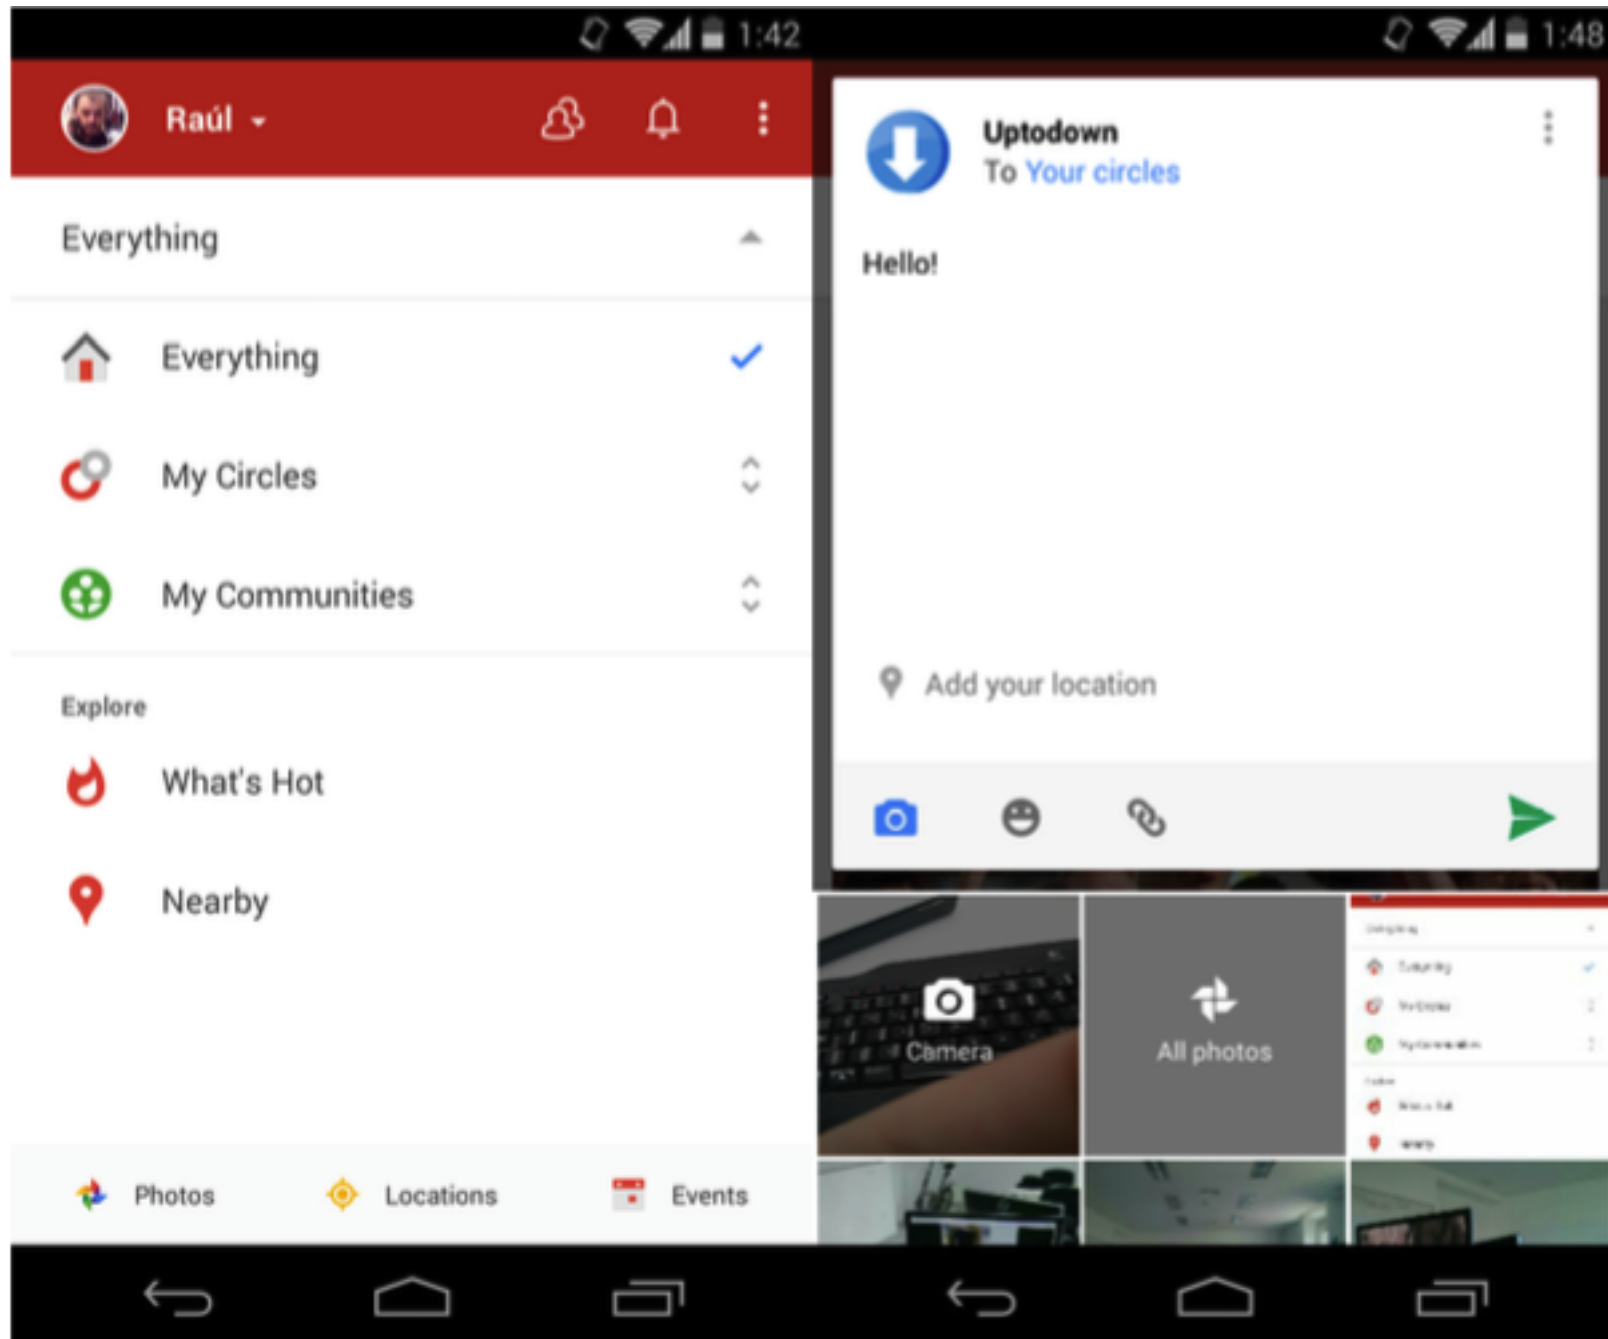 1:42
Raúl
Everything
Everything
My Circles
My Communities
Explore
What's Hot
Nearby
Photos
Locations
Events
1:48
Uptodown
To Your circles
Hello!
Add your location
Camera
All photos